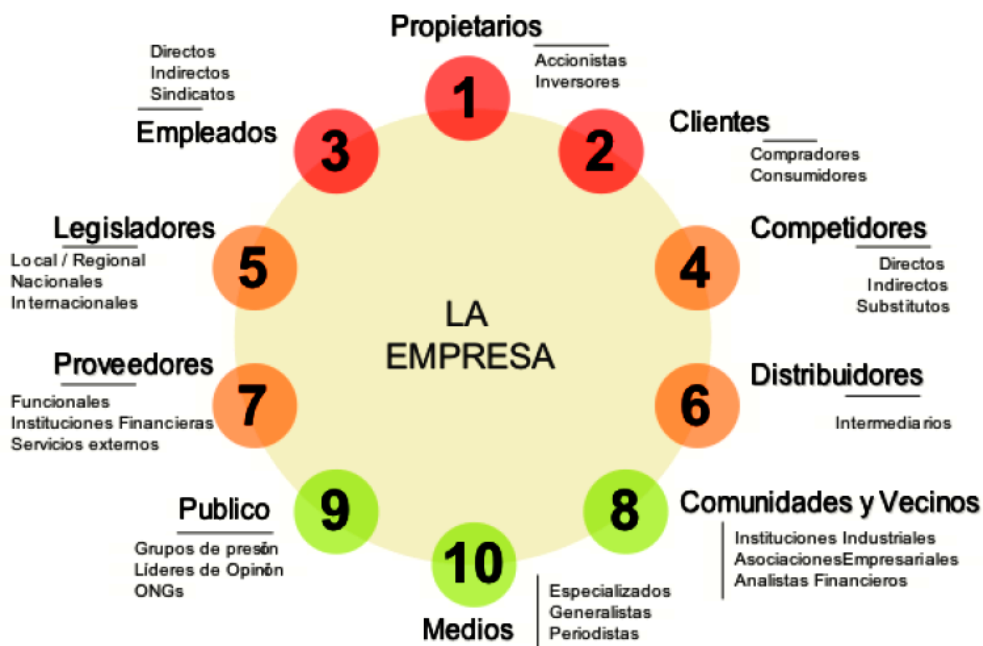 Propietarios
Accionistas
Inversores
1
Directos
Indirectos
Sindicatos
Empleados
3
2
Clientes
Compradores
Consumidores
Legisladores
Local / Regional
Nacionales
Internacionales
5
4
Competidores
Directos
Indirectos
Substitutos
LA
EMPRESA
Proveedores
Funcionales
Instituciones Financieras
Servicios externos
7
6
Distribuidores
Intermediarios
Publico
Grupos de presión
Líderes de Opinión
ONGs
9
8
Comunidades y Vecinos
Instituciones Industriales
AsociacionesEmpresariales
Analistas Financieros
10
Medios
Especializados
Generalistas
Periodistas